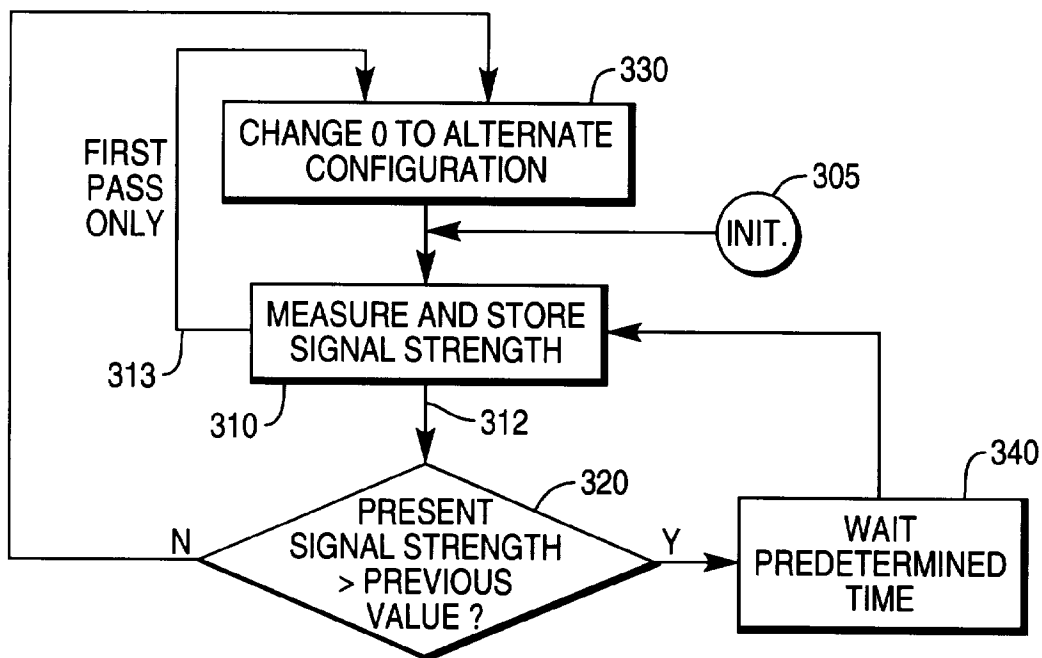 330
CHANGE 0 TO ALTERNATE
CONFIGURATION
FIRST
PASS
ONLY
305
INIT.
MEASURE AND STORE
SIGNAL STRENGTH
313
310
312
320
340
PRESENT
SIGNAL STRENGTH
> PREVIOUS
VALUE ?
N
Y
WAIT
PREDETERMINED
TIME